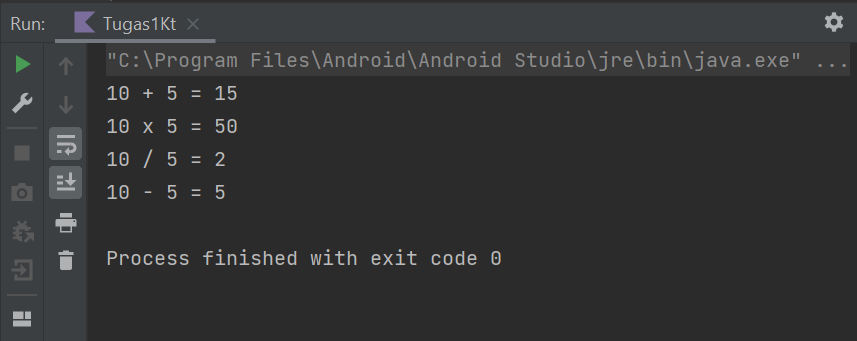 Run: Tugas1Kt
"C:\Program Files\Android\Android Studio\jre\bin\java.exe" ...
10 + 5 = 15
10 x 5 = 50
10 / 5 = 2
10 - 5 = 5
Process finished with exit code 0